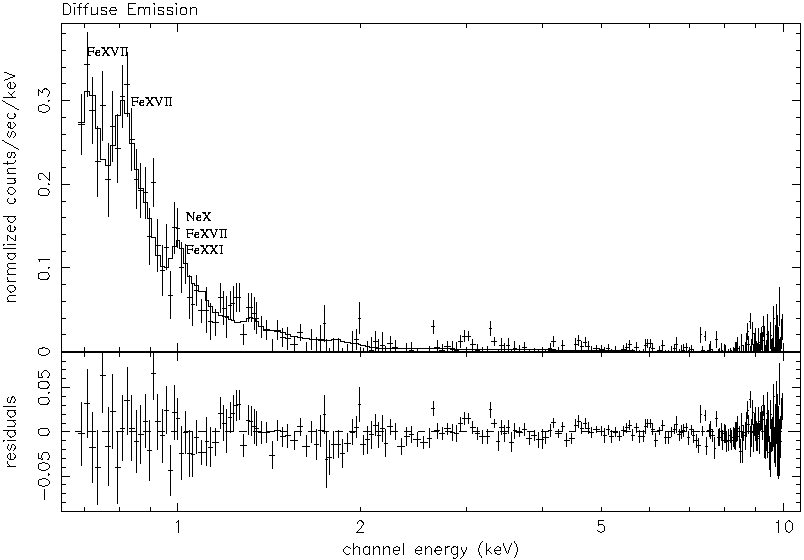 Diffuse Emission
FeXVII
FeXVII
NeX
FeXVII
FeXXI
normalized counts/sec/keV
0.3
0.2
0.1
0
residuals
0.05
0
−0.05
1
2
5
10
channel energy (keV)